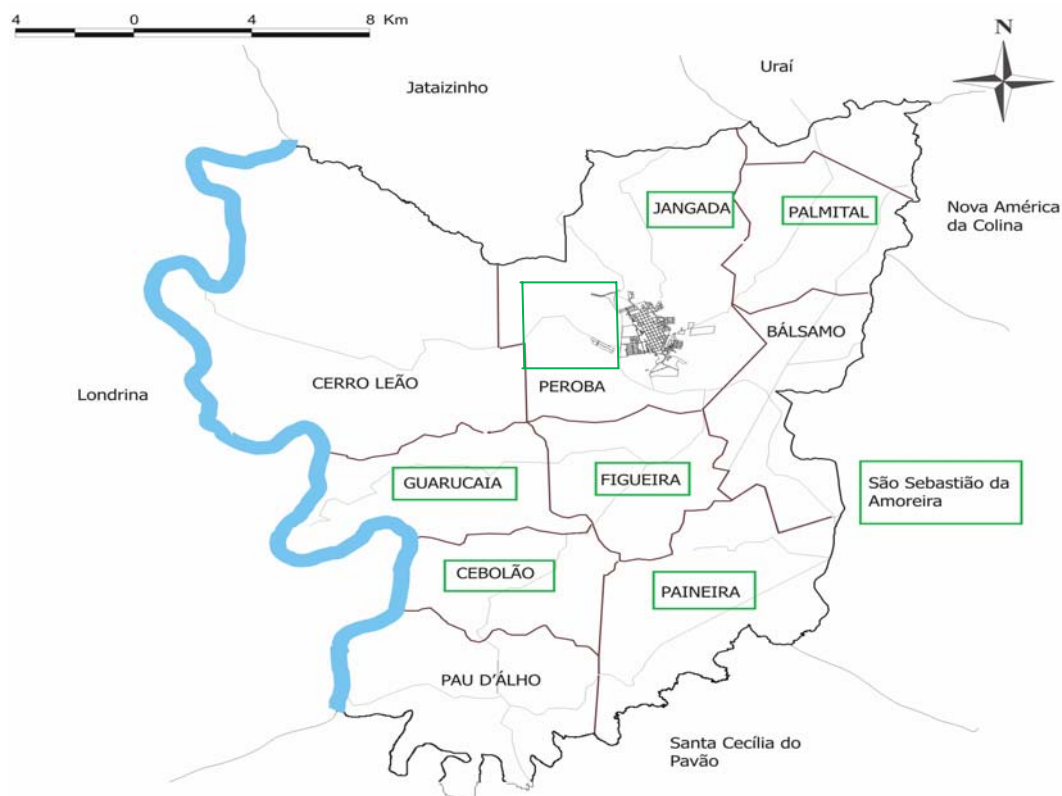 4 0 4 8 Km
N
Uraí
Jataizinho
JANGADA
PALMITAL
Nova América
da Colina
BÁLSAMO
CERRO LEÃO
PEROBA
Londrina
GUARUCAIA
FIGUEIRA
São Sebastião da
Amoreira
CEBOLÃO
PAINEIRA
PAU D'ÁLHO
Santa Cecília do
Pavão